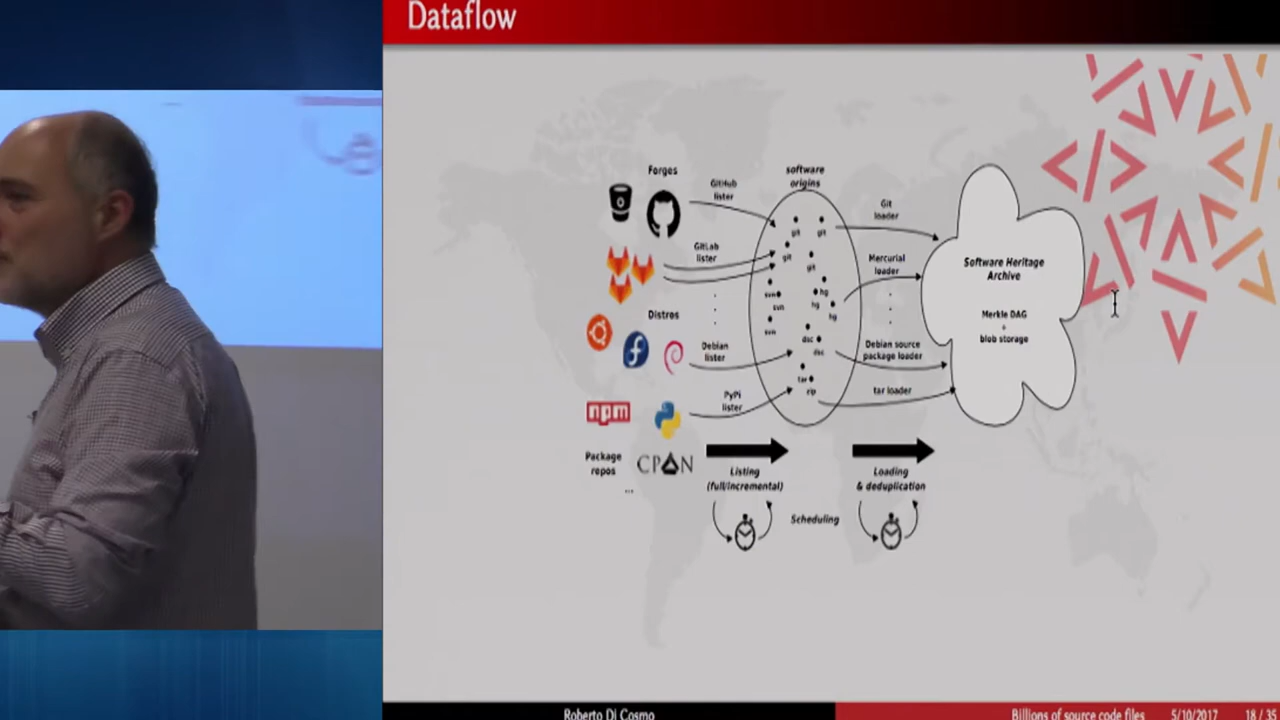 Dataflow
Forges
GitHub
lister
GitLab
lister
Distros
Debian
lister
npm
PyPi
lister
Package
repos
CPAN
...
software
origins
git
git
git
git
svn
svn
svn
hg
hg
hg
dsc
dsc
tar
zip
Git
loader
Mercurial
loader
Debian source
package loader
tar loader
Software Heritage
Archive
Merkle DAG
+
blob storage
Listing
(full/incremental)
Loading
& deduplication
Scheduling
Roberto Di Cosmo
Billions of source code files
5/10/2017
18 / 35